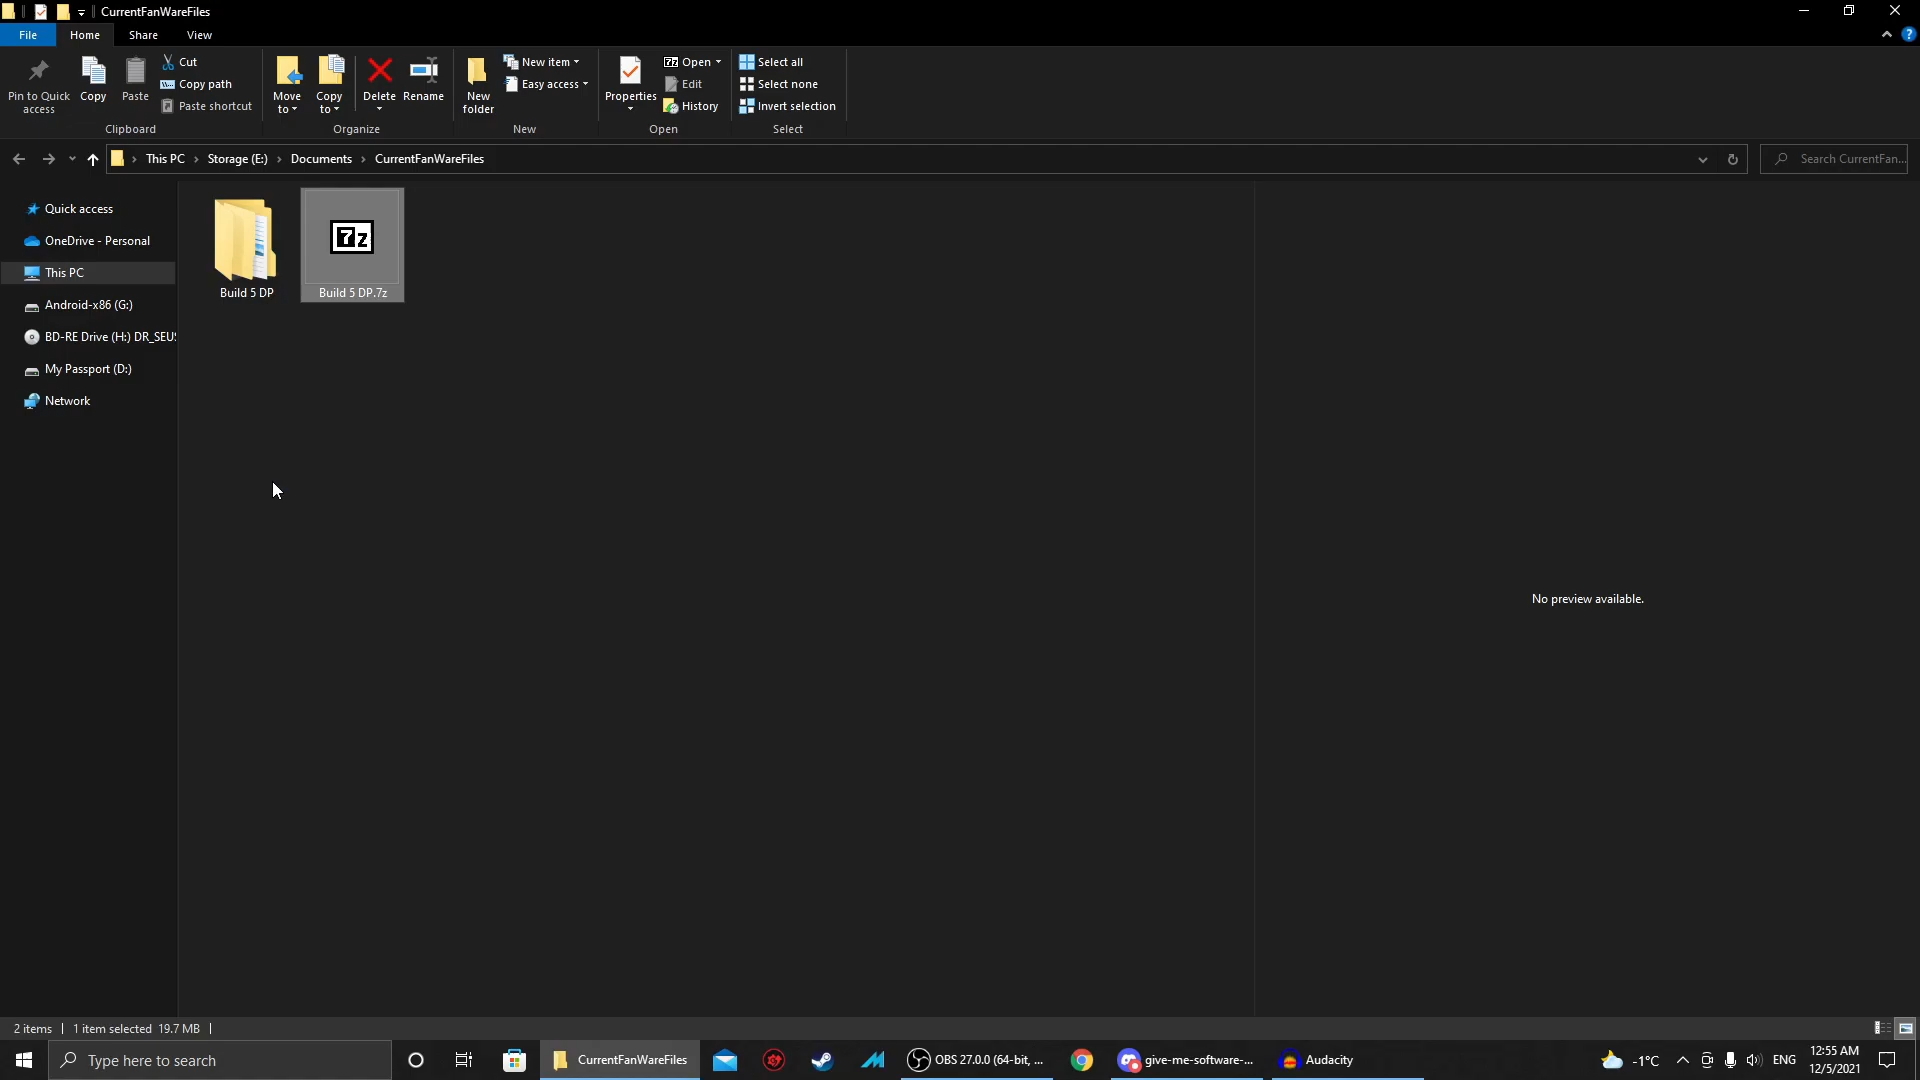 CurrentFanWareFiles
File
Home
Share
View
Pin to Quick
access
Copy
Paste
Cut
Copy path
Paste shortcut
Clipboard
Move
to
Copy
to
Delete
Rename
Organize
New
folder
New item
Easy access
New
Properties
Open
Edit
History
Open
Select all
Select none
Invert selection
Select
This PC
Storage (E:)
Documents
CurrentFanWareFiles
Search CurrentFan...
Quick access
OneDrive - Personal
This PC
Android-x86 (G:)
BD-RE Drive (H:) DR_SEUS
My Passport (D:)
Network
Build 5 DP
7z
Build 5 DP.7z
No preview available.
2 items
1 item selected 19.7 MB
Type here to search
CurrentFanWareFiles
OBS 27.0.0 (64-bit, ...
give-me-software-...
Audacity
-1°C
ENG
12:55 AM
12/5/2021